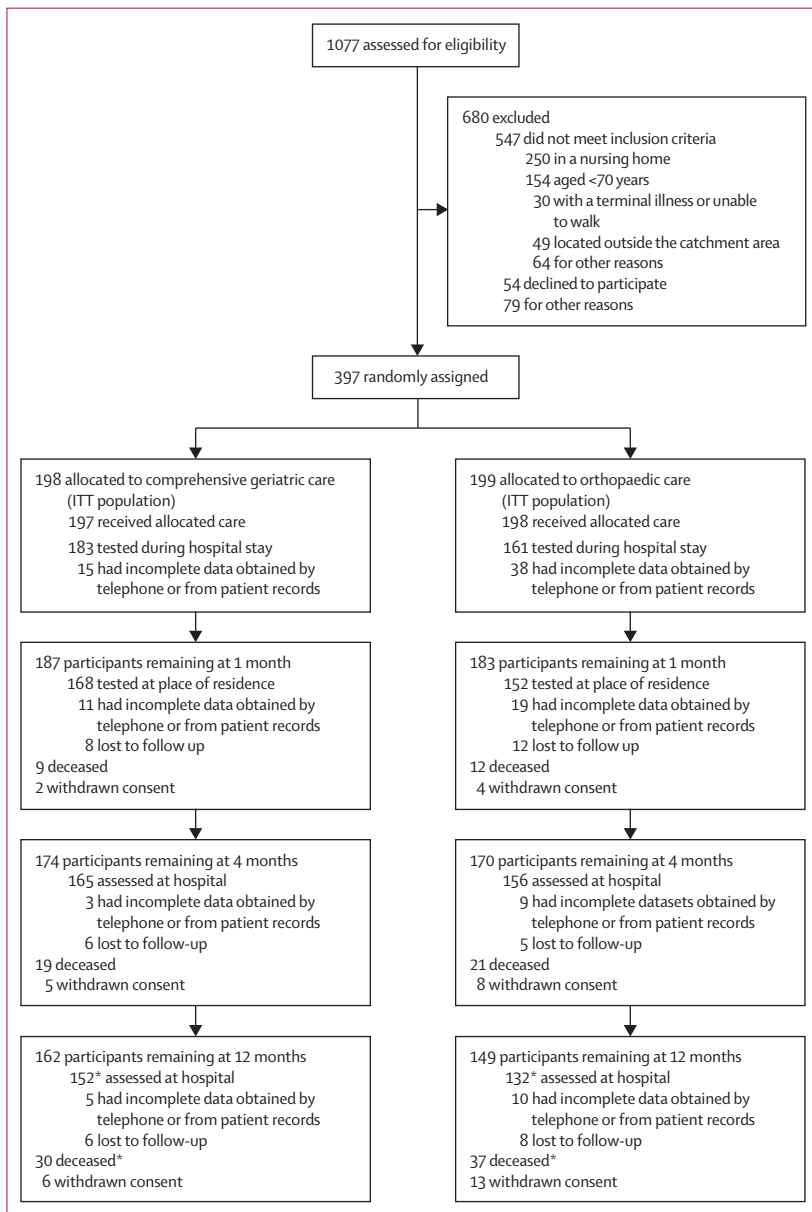 1077 assessed for eligibility
680 excluded
547 did not meet inclusion criteria
250 in a nursing home
154 aged <70 years
30 with a terminal illness or unable
to walk
49 located outside the catchment area
64 for other reasons
54 declined to participate
79 for other reasons
397 randomly assigned
198 allocated to comprehensive geriatric care
(ITT population)
197 received allocated care
183 tested during hospital stay
15 had incomplete data obtained by
telephone or from patient records
199 allocated to orthopaedic care
(ITT population)
198 received allocated care
161 tested during hospital stay
38 had incomplete data obtained by
telephone or from patient records
187 participants remaining at 1 month
168 tested at place of residence
11 had incomplete data obtained by
telephone or from patient records
8 lost to follow up
9 deceased
2 withdrawn consent
183 participants remaining at 1 month
152 tested at place of residence
19 had incomplete data obtained by
telephone or from patient records
12 lost to follow up
12 deceased
4 withdrawn consent
174 participants remaining at 4 months
165 assessed at hospital
3 had incomplete data obtained by
telephone or from patient records
6 lost to follow-up
19 deceased
5 withdrawn consent
170 participants remaining at 4 months
156 assessed at hospital
9 had incomplete datasets obtained by
telephone or from patient records
5 lost to follow-up
21 deceased
8 withdrawn consent
162 participants remaining at 12 months
152* assessed at hospital
5 had incomplete data obtained by
telephone or from patient records
6 lost to follow-up
30 deceased*
6 withdrawn consent
149 participants remaining at 12 months
132* assessed at hospital
10 had incomplete data obtained by
telephone or from patient records
8 lost to follow-up
37 deceased*
13 withdrawn consent